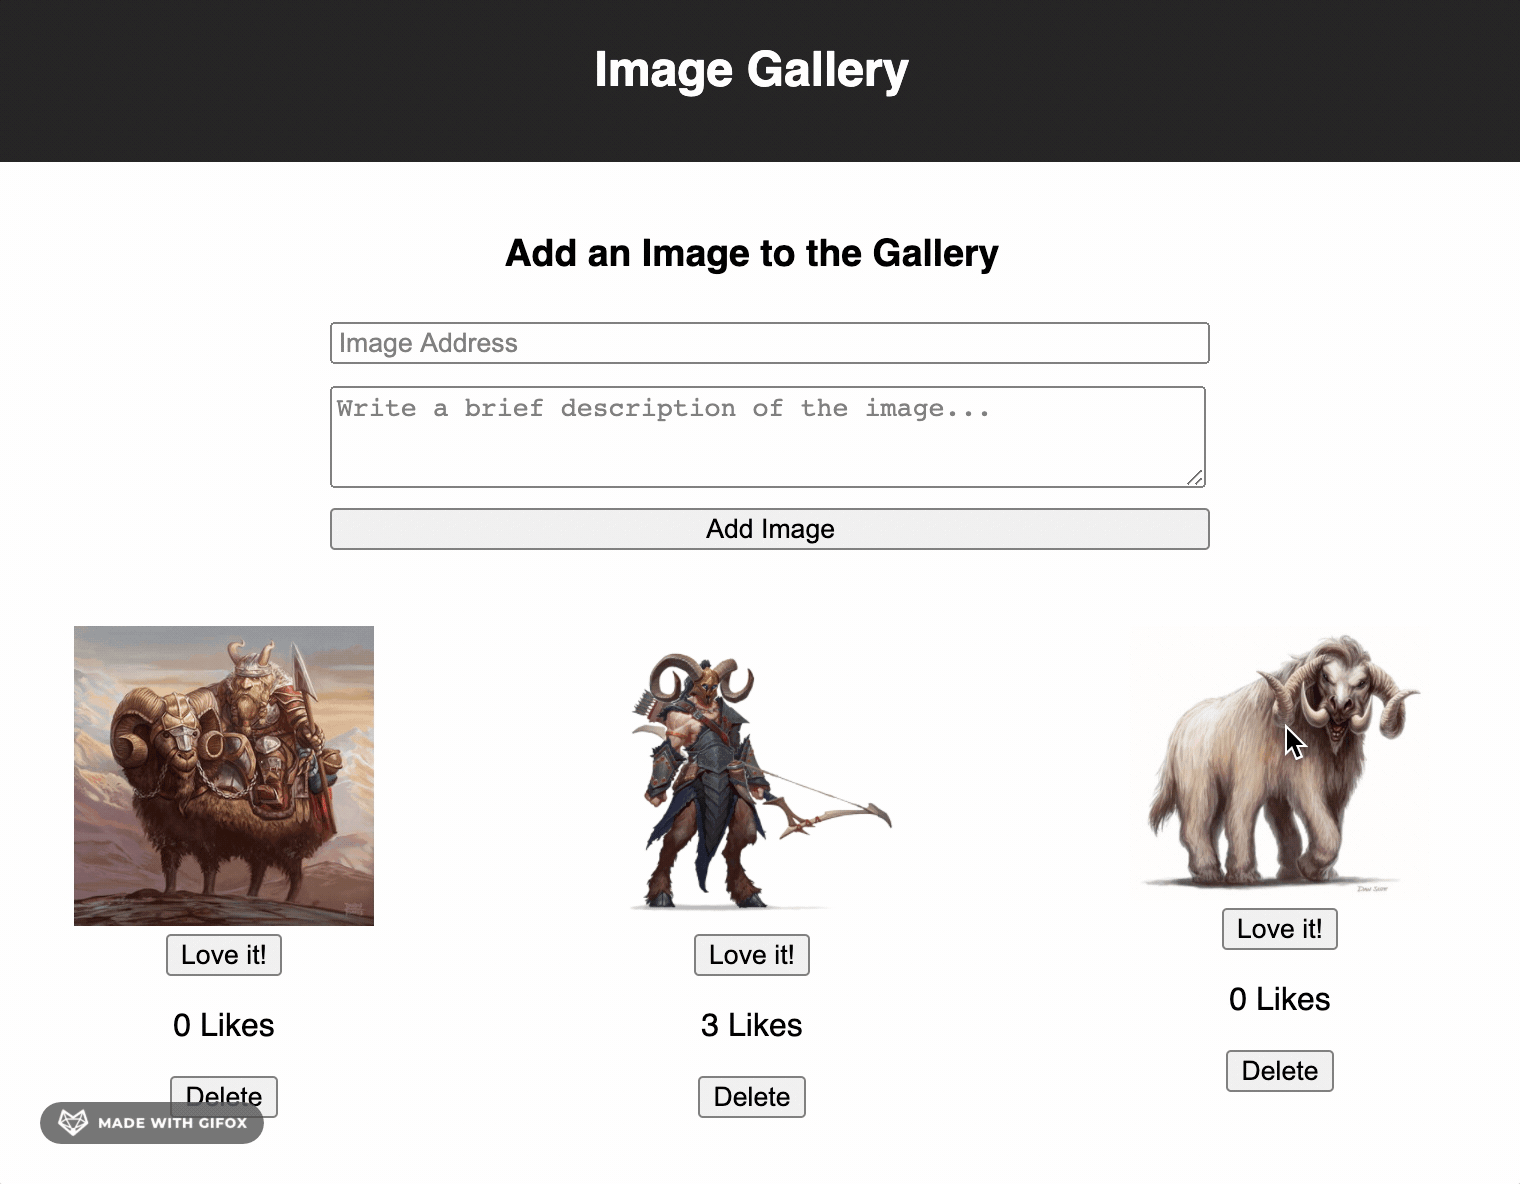 Image Gallery
Add an Image to the Gallery
Image Address
Write a brief description of the image...
Add Image
Love it! Love it! Love it!
0 Likes 3 Likes 0 Likes
Delete Delete Delete
MADE WITH GIFOX